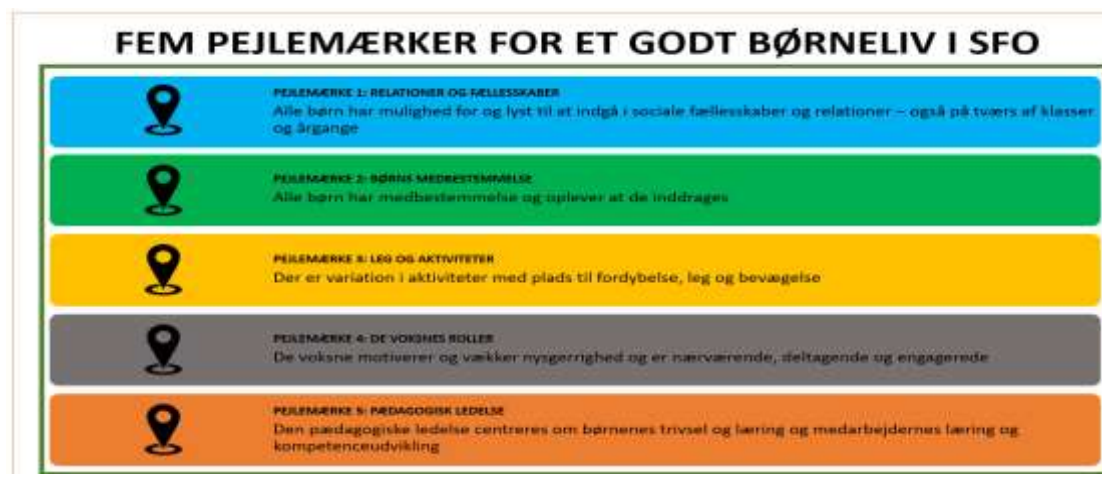 FEM PEJLEMÆRKER FOR ET GODT BØRNELIV I SFO
PEJLEMÆRKE 1: RELATIONER OG FÆLLESSKABER
Alle børn har mulighed for og lyst til at indgå i sociale fællesskaber og relationer – også på tværs af klasser
og årgange
PEJLEMÆRKE 2: BØRNS MEDBESTEMMELSE
Alle børn har medbestemmelse og oplever at de inddrages
PEJLEMÆRKE 3: LEG OG AKTIVITETER
Der er variation i aktiviteter med plads til fordybelse, leg og bevægelse
PEJLEMÆRKE 4: DE VOKSNES ROLLER
De voksne motiverer og vækker nysgerrighed og er nærværende, deltagende og engagerede
PEJLEMÆRKE 5: PÆDAGOGISK LEDELSE
Den pædagogiske ledelse centreres om børnenes trivsel og læring og medarbejdernes læring og
kompetenceudvikling